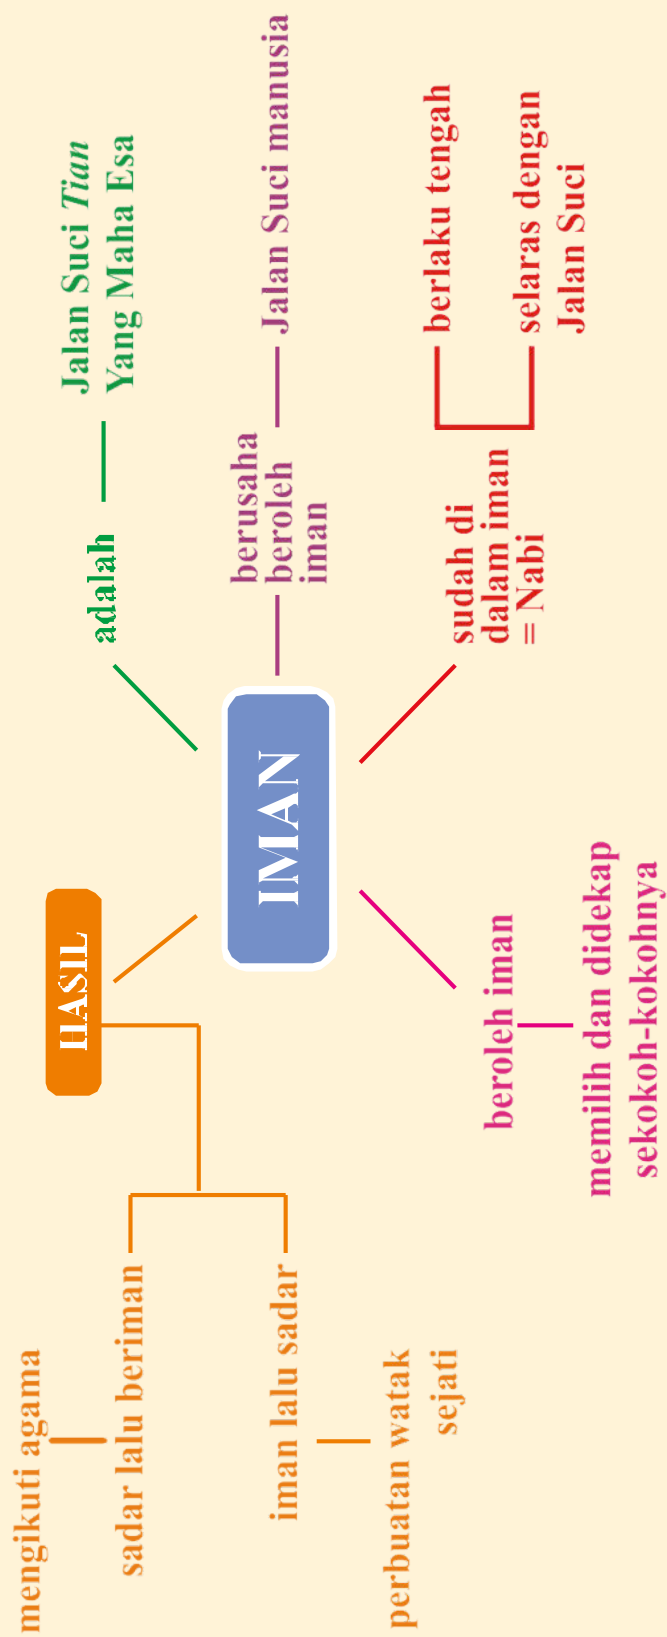 mengikuti agama
sadar lalu beriman
iman lalu sadar
perbuatan watak
sejati
HASIL
IMAN
adalah
Jalan Suci Tian
Yang Maha Esa
berusaha
beroleh
iman
Jalan Suci manusia
sudah di
dalam iman
= Nabi
berlaku tengah
selaras dengan
Jalan Suci
beroleh iman
memilih dan didekap
sekokoh-kokohnya